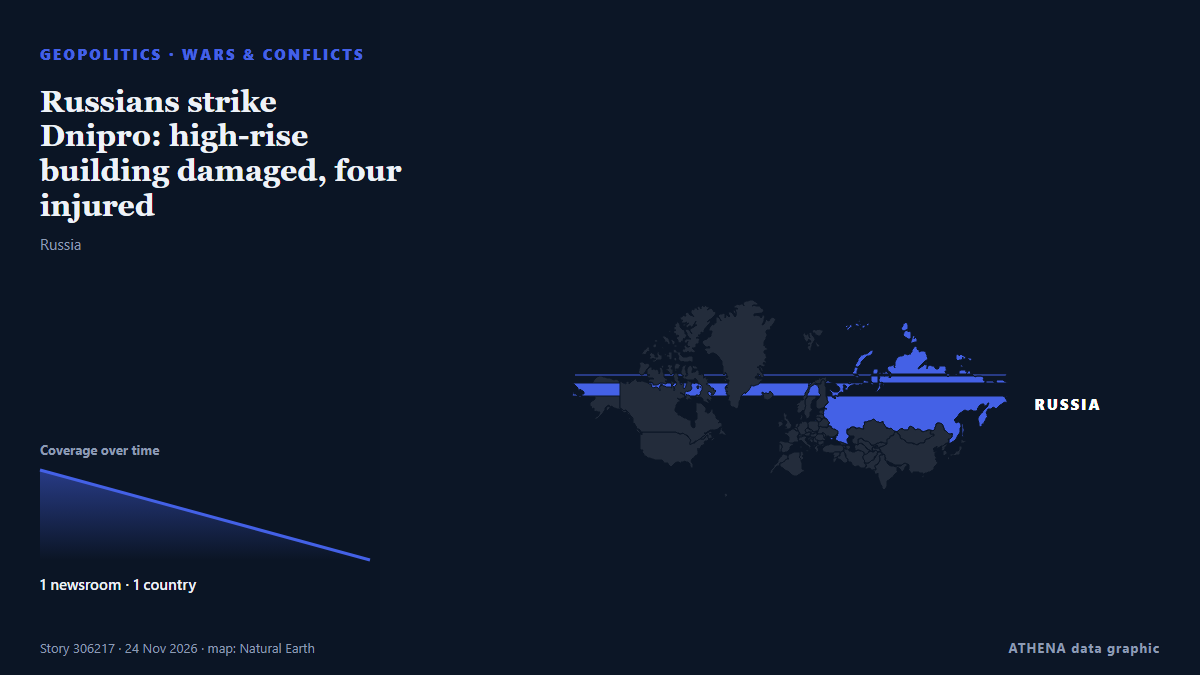 GEOPOLITICS · WARS & CONFLICTS
Russians strike
Dnipro: high-rise
building damaged, four
injured
Russia
RUSSIA
Coverage over time
1 newsroom · 1 country
Story 306217 · 24 Nov 2026 · map: Natural Earth
ATHENA data graphic